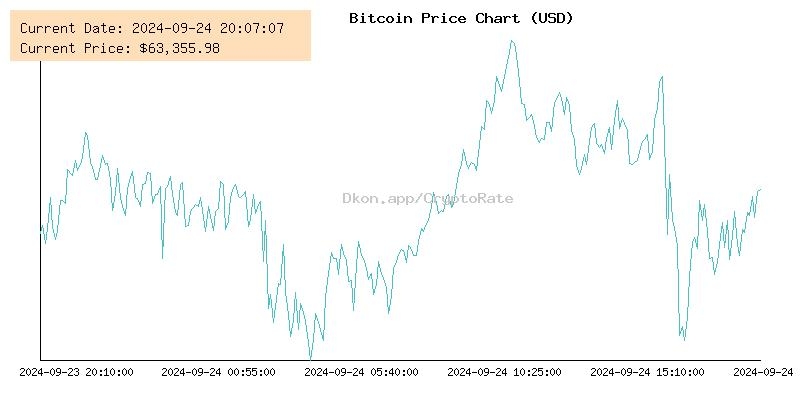 Bitcoin Price Chart (USD)
Current Date: 2024-09-24 20:07:07
Current Price: $63,355.98
Dkon.app/CryptoRate
2024-09-23 20:10:00 2024-09-24 00:55:00 2024-09-24 05:40:00 2024-09-24 10:25:00 2024-09-24 15:10:00 2024-09-24